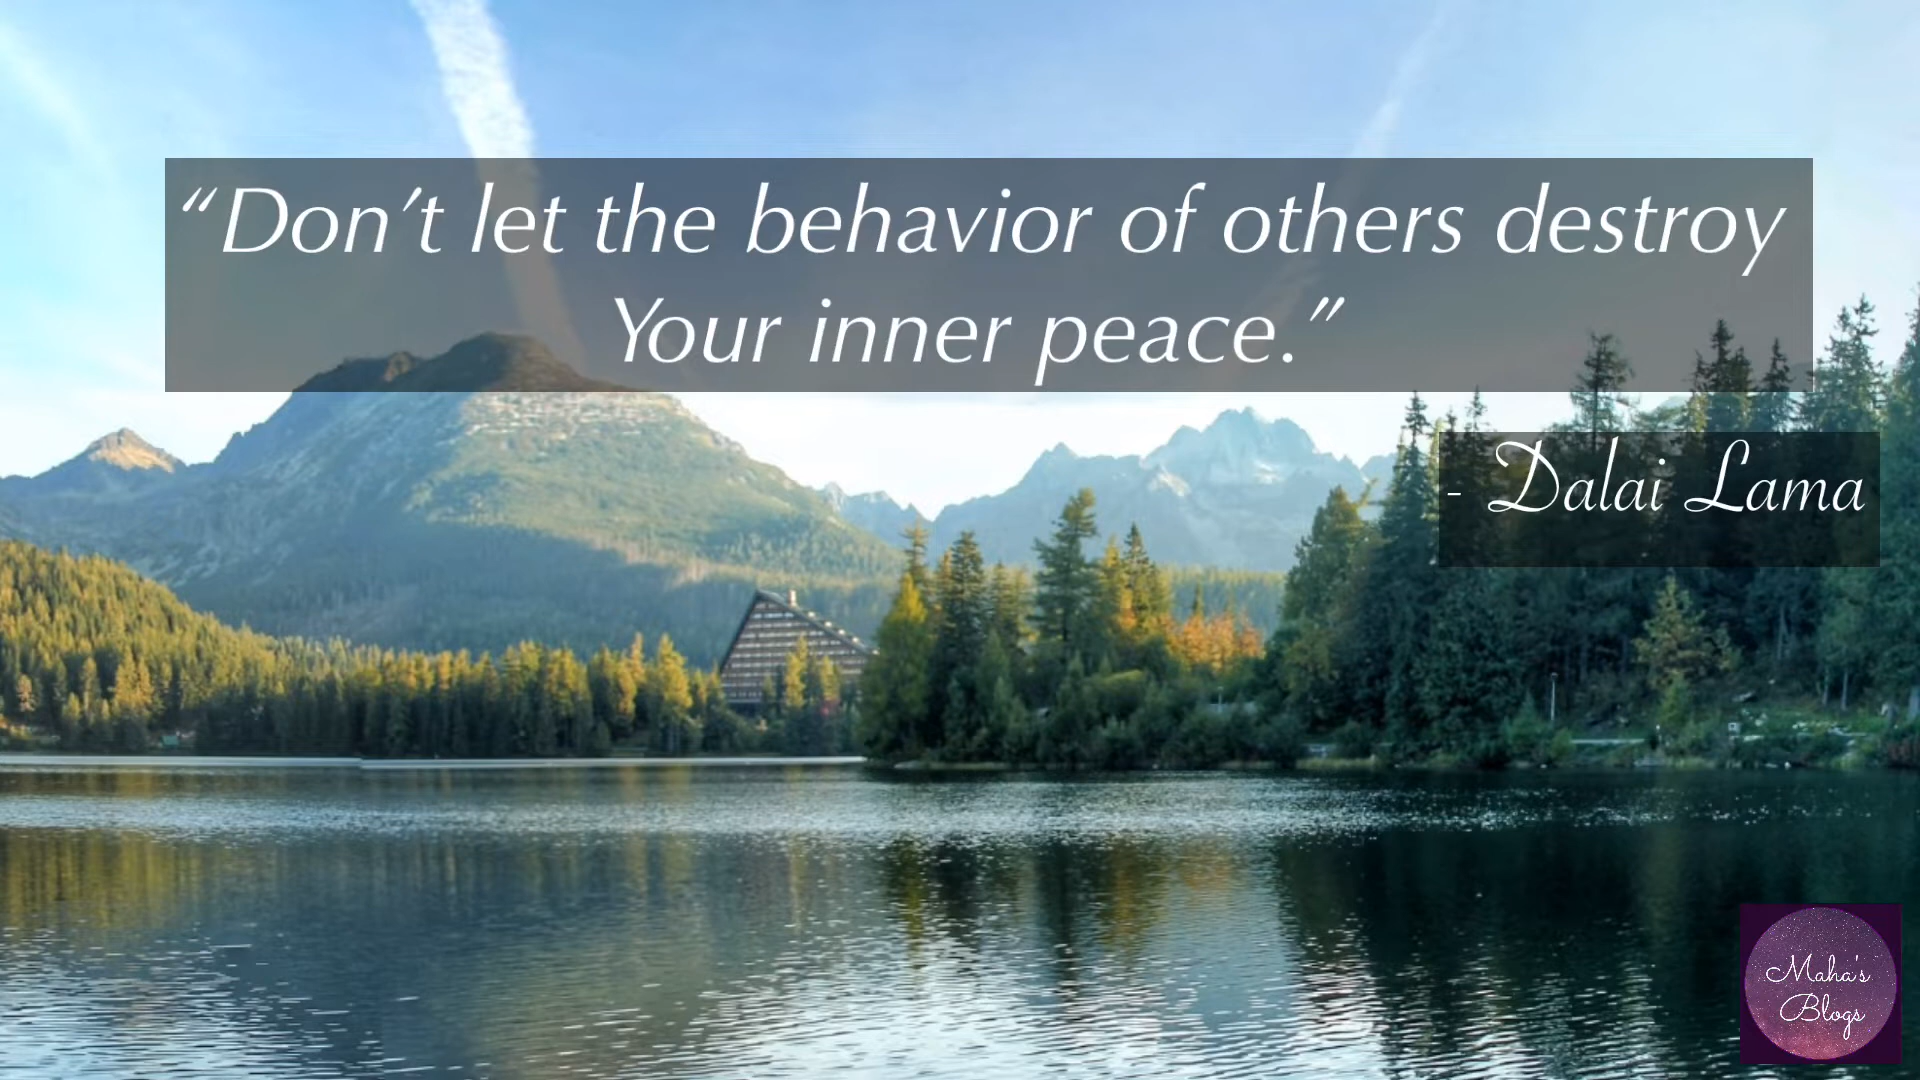 “Don’t let the behavior of others destroy
Your inner peace.”
- Dalai Lama
Maha's
Blogs